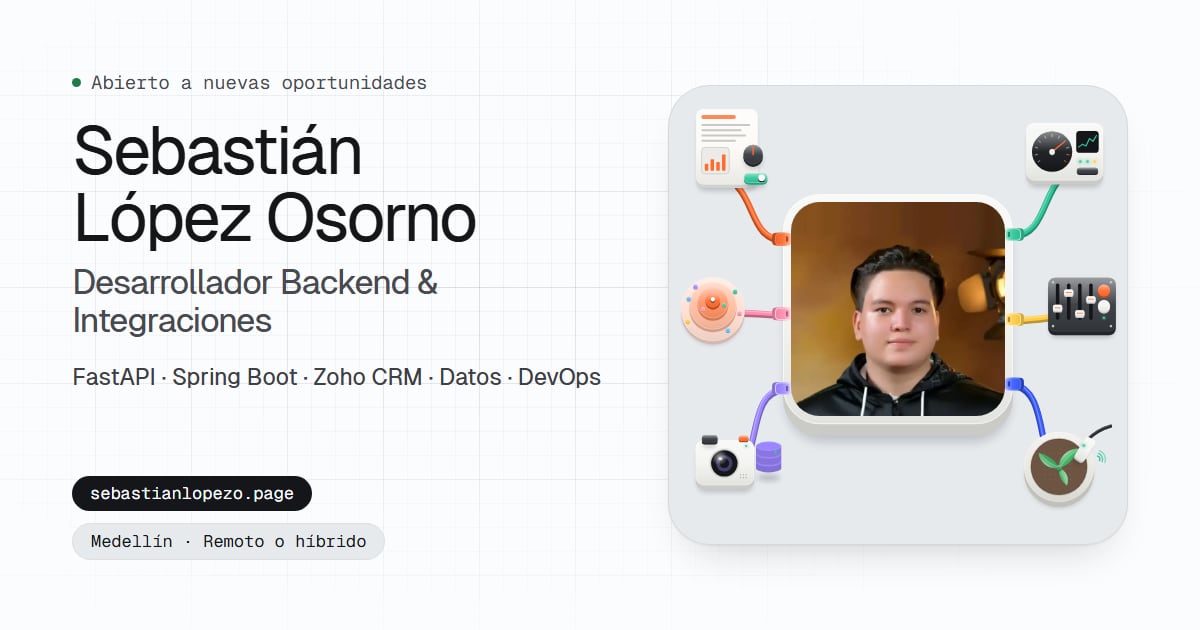 Abierto a nuevas oportunidades
Sebastián
López Osorno
Desarrollador Backend &
Integraciones
FastAPI · Spring Boot · Zoho CRM · Datos · DevOps
sebastianlopezo.page
Medellín · Remoto o híbrido